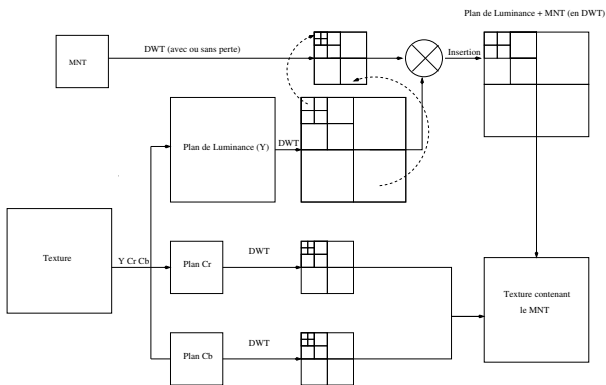 Plan de Luminance + MNT (en DWT)
MNT
DWT (avec ou sans perte)
Insertion
Plan de Luminance (Y)
DWT
Texture
Y Cr Cb
Plan Cr
DWT
Texture contenant
le MNT
Plan Cb
DWT